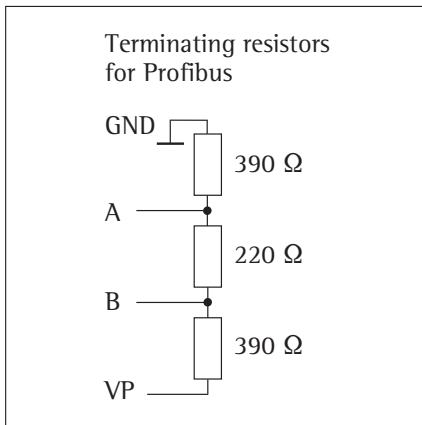 Terminating resistors
for Profibus
GND
390 Ω
A
220 Ω
B
390 Ω
VP